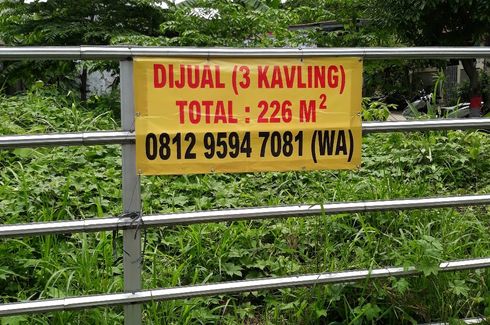 DIJUAL (3 KAVLING)
TOTAL : 226 M²
0812 9594 7081 (WA)